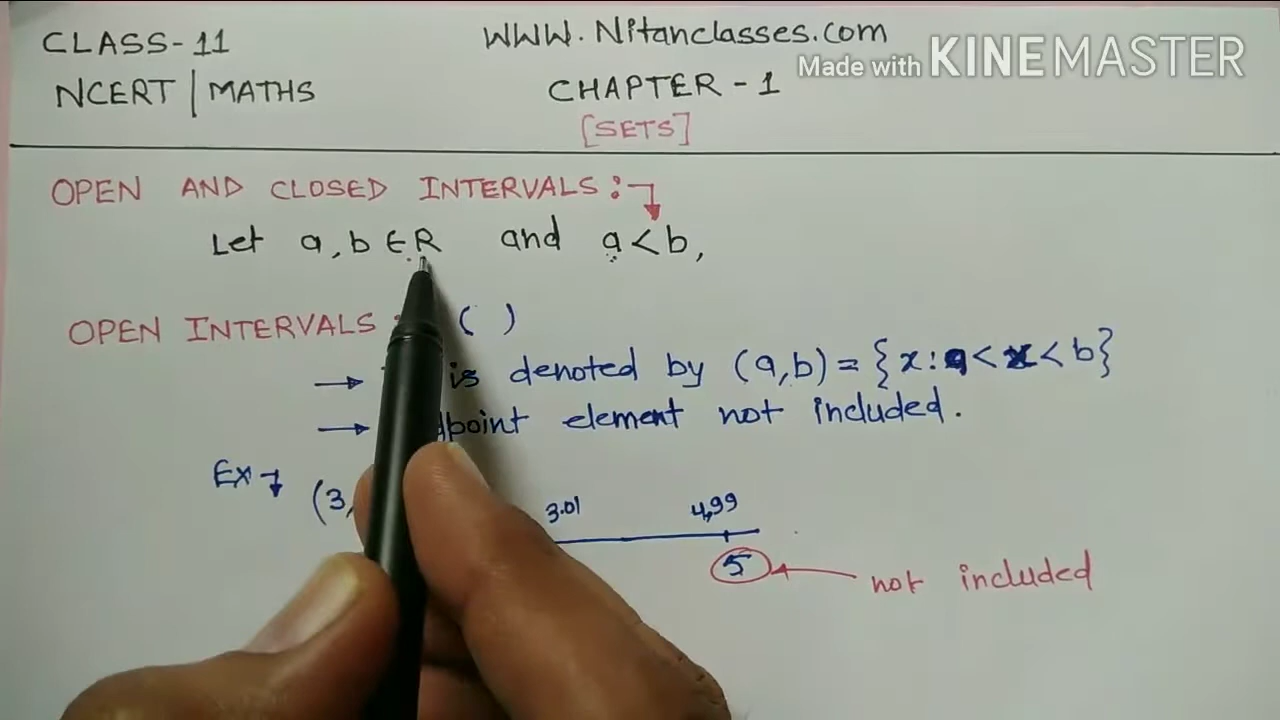 CLASS-11
WWW.Nitanclasses.com
Made with KINEMASTER
NCERT | MATHS
CHAPTER - 1
[SETS]
OPEN AND CLOSED INTERVALS :
Let a, b ∈ R and a < b,
OPEN INTERVALS ( )
→ is denoted by (a,b) = {x : a < x < b}
→ element not included.
Ex
(3,
3.01 4.99
5 ← not included